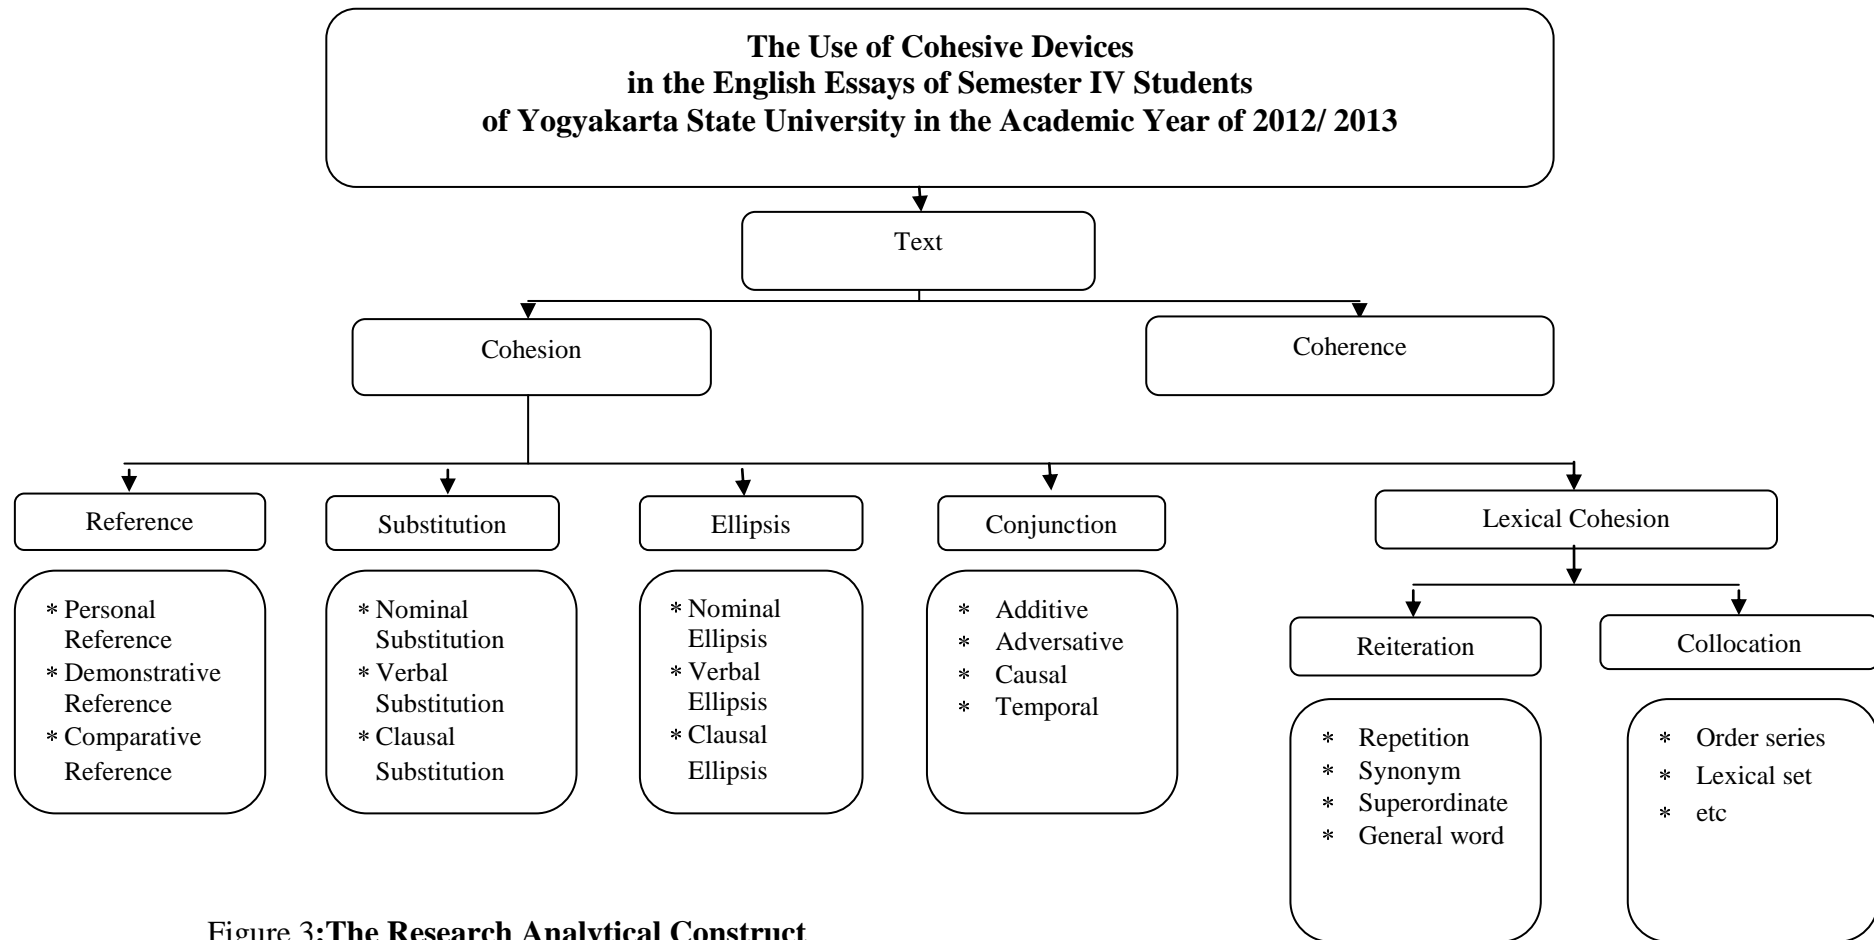 The Use of Cohesive Devices
in the English Essays of Semester IV Students
of Yogyakarta State University in the Academic Year of 2012/ 2013
Text
Cohesion
Coherence
Reference
Substitution
Ellipsis
Conjunction
Lexical Cohesion
* Personal
Reference
* Demonstrative
Reference
* Comparative
Reference
* Nominal
Substitution
* Verbal
Substitution
* Clausal
Substitution
* Nominal
Ellipsis
* Verbal
Ellipsis
* Clausal
Ellipsis
* Additive
* Adversative
* Causal
* Temporal
Reiteration
Collocation
* Repetition
* Synonym
* Superordinate
* General word
* Order series
* Lexical set
* etc
Figure 3:The Research Analytical Construct